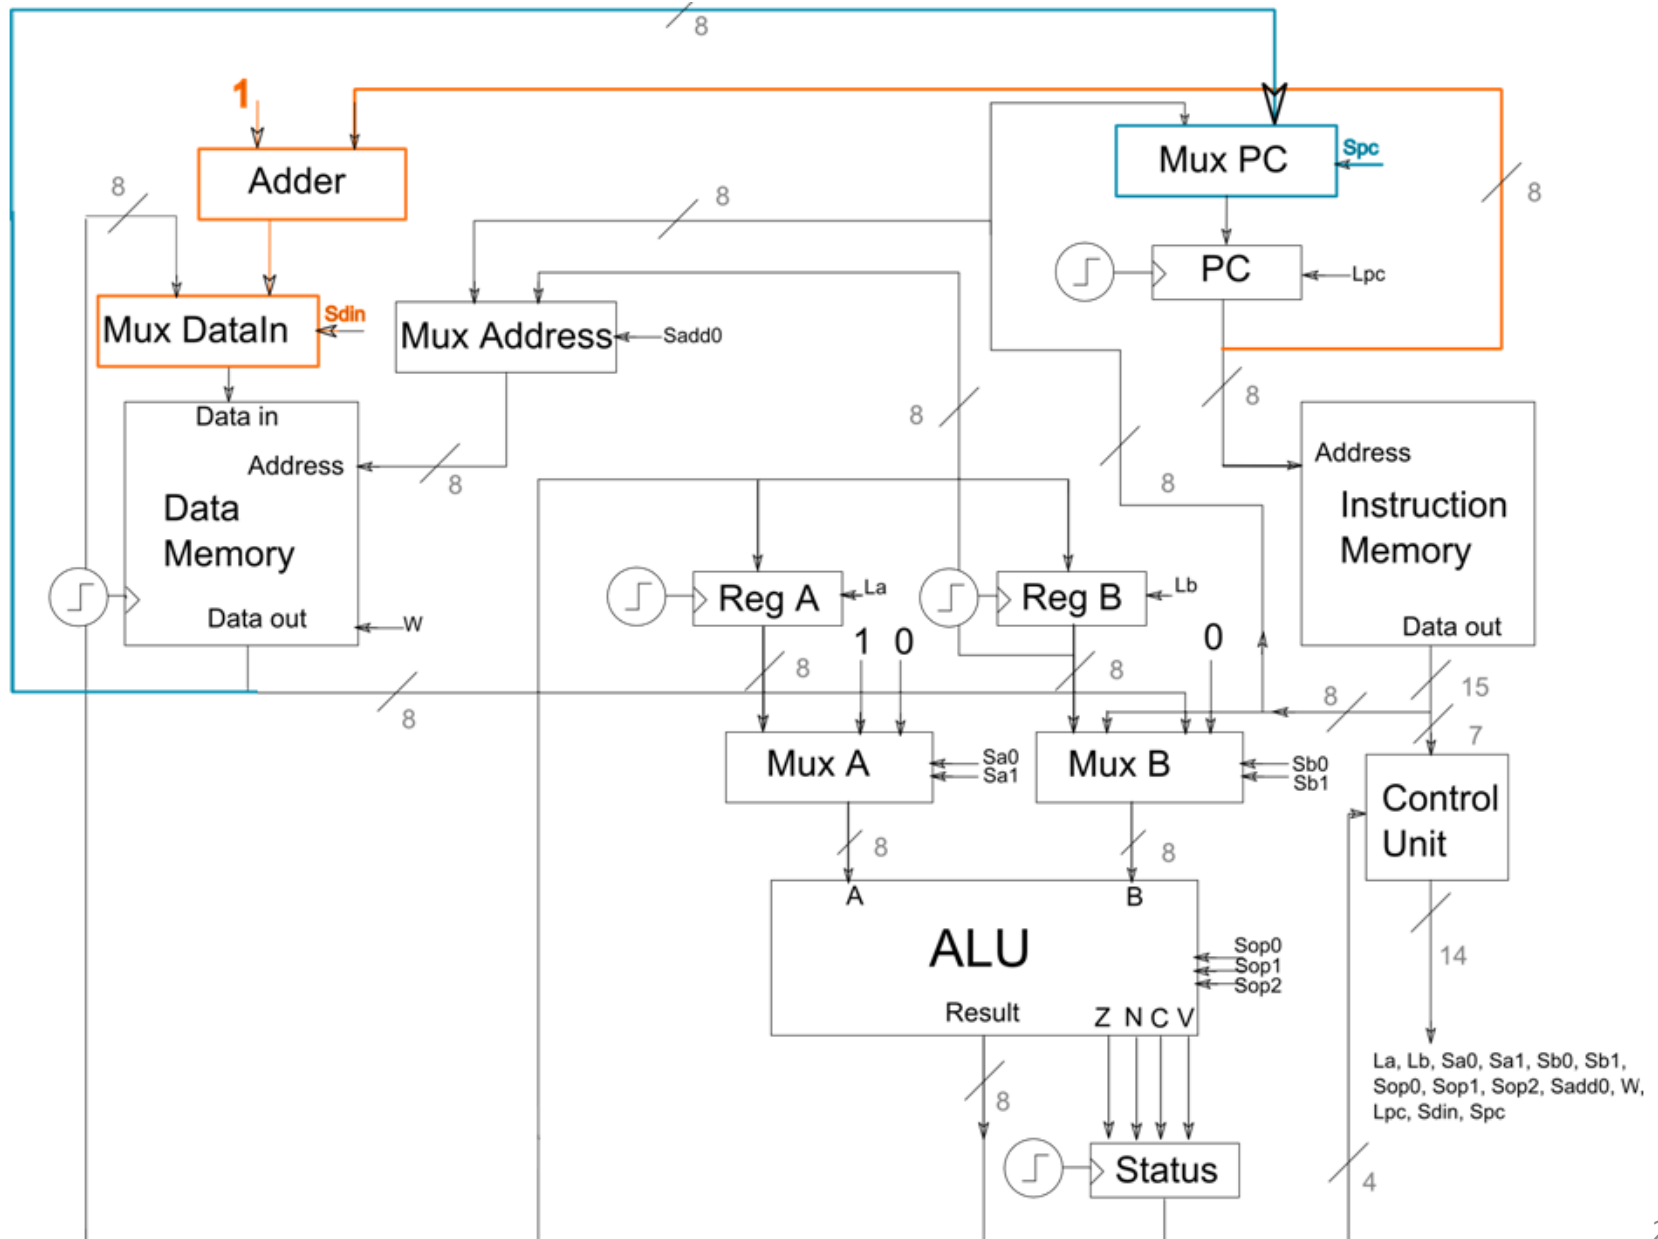 8
1
Adder
8
Mux PC
Spc
8
8
8
PC
Lpc
Mux DataIn
Sdin
Mux Address
Sadd0
8
8
Data in
Address
8
Data
Memory
Data out
W
8
Address
Instruction
Memory
Data out
Reg A
La
Reg B
Lb
1 0
0
8
8
8
8
15
7
Mux A
Sa0
Sa1
Mux B
Sb0
Sb1
Control
Unit
8
8
A
B
ALU
Sop0
Sop1
Sop2
Result
Z N C V
14
La, Lb, Sa0, Sa1, Sb0, Sb1,
Sop0, Sop1, Sop2, Sadd0, W,
Lpc, Sdin, Spc
8
Status
4